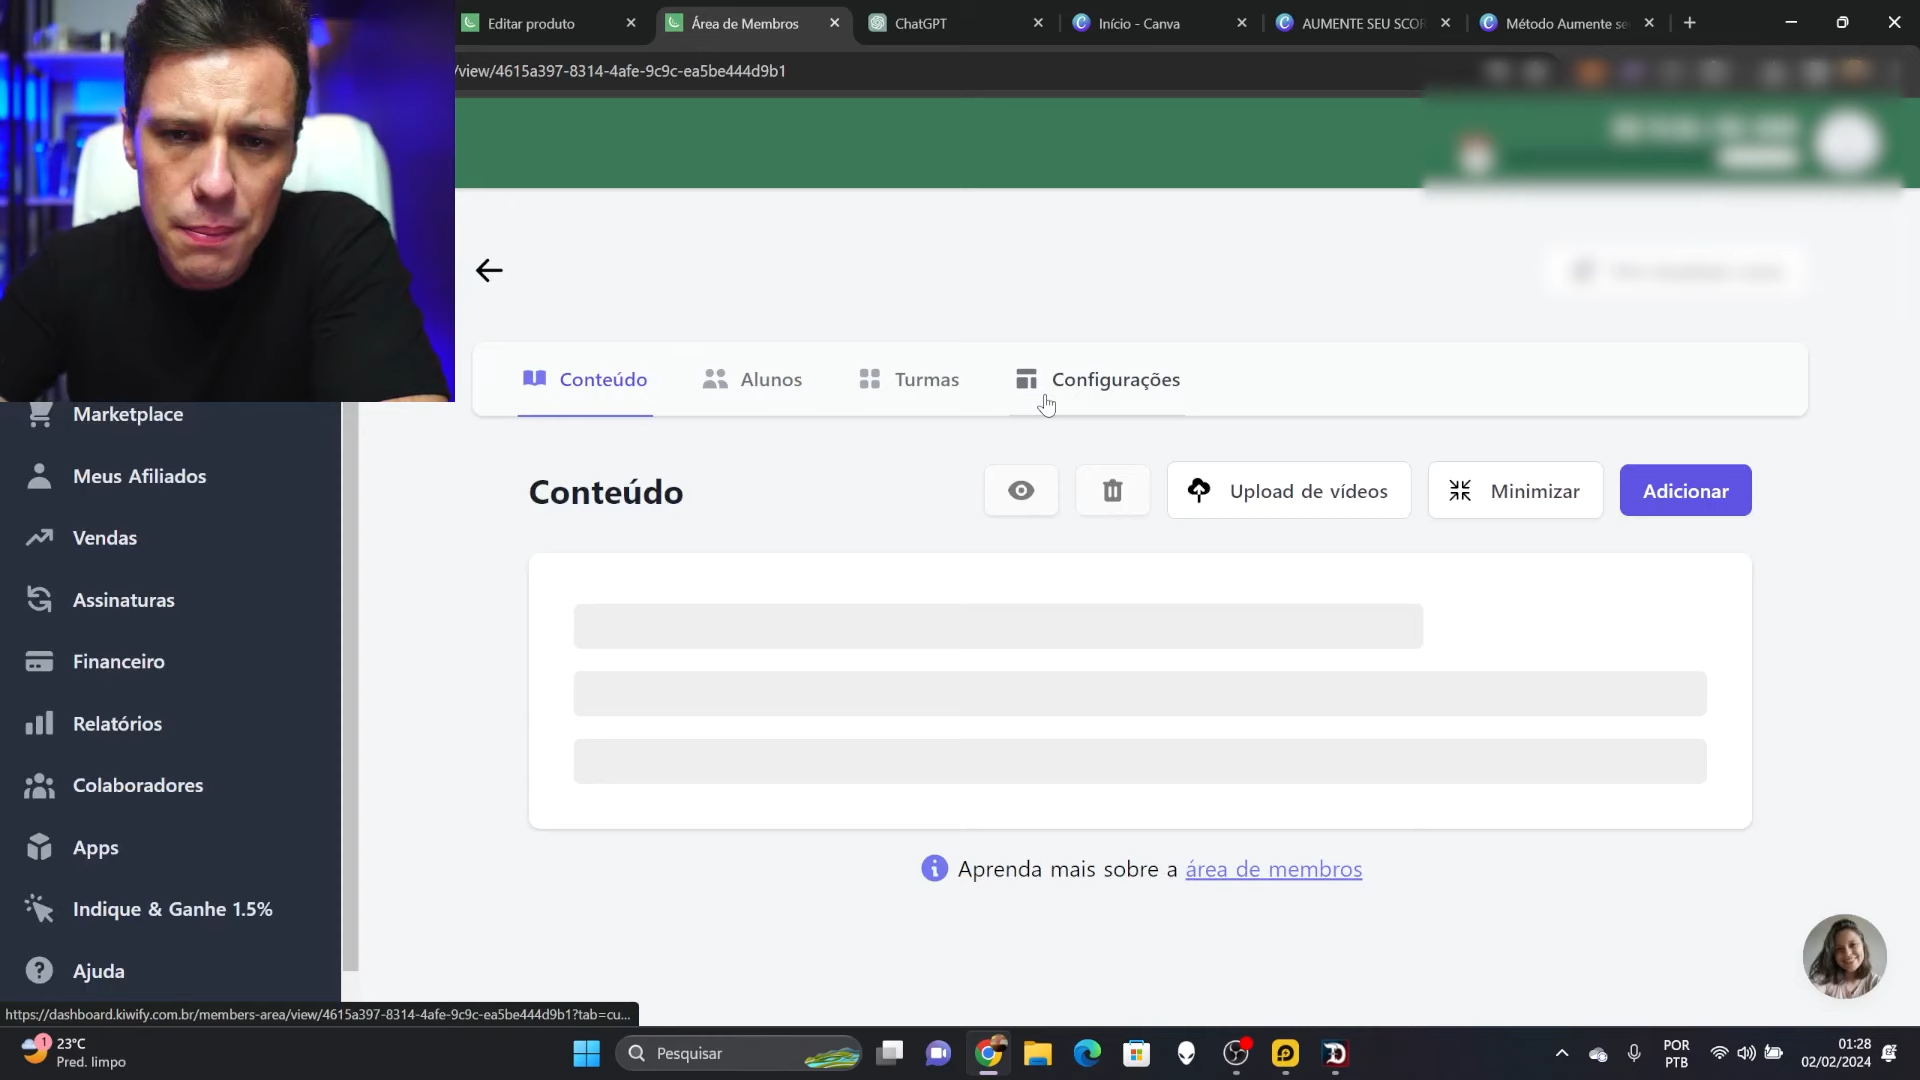 Editar produto
Área de Membros
ChatGPT
Início - Canva
AUMENTE SEU SCOR
Método Aumente se
/view/4615a397-8314-4afe-9c9c-ea5be444d9b1
Conteúdo
Alunos
Turmas
Configurações
Marketplace
Meus Afiliados
Vendas
Assinaturas
Financeiro
Relatórios
Colaboradores
Apps
Indique & Ganhe 1.5%
Ajuda
Conteúdo
Upload de vídeos
Minimizar
Adicionar
Aprenda mais sobre a área de membros
https://dashboard.kiwify.com.br/members-area/view/4615a397-8314-4afe-9c9c-ea5be444d9b1?tab=cu...
1
23°C
Pred. limpo
Pesquisar
POR
PTB
01:28
02/02/2024